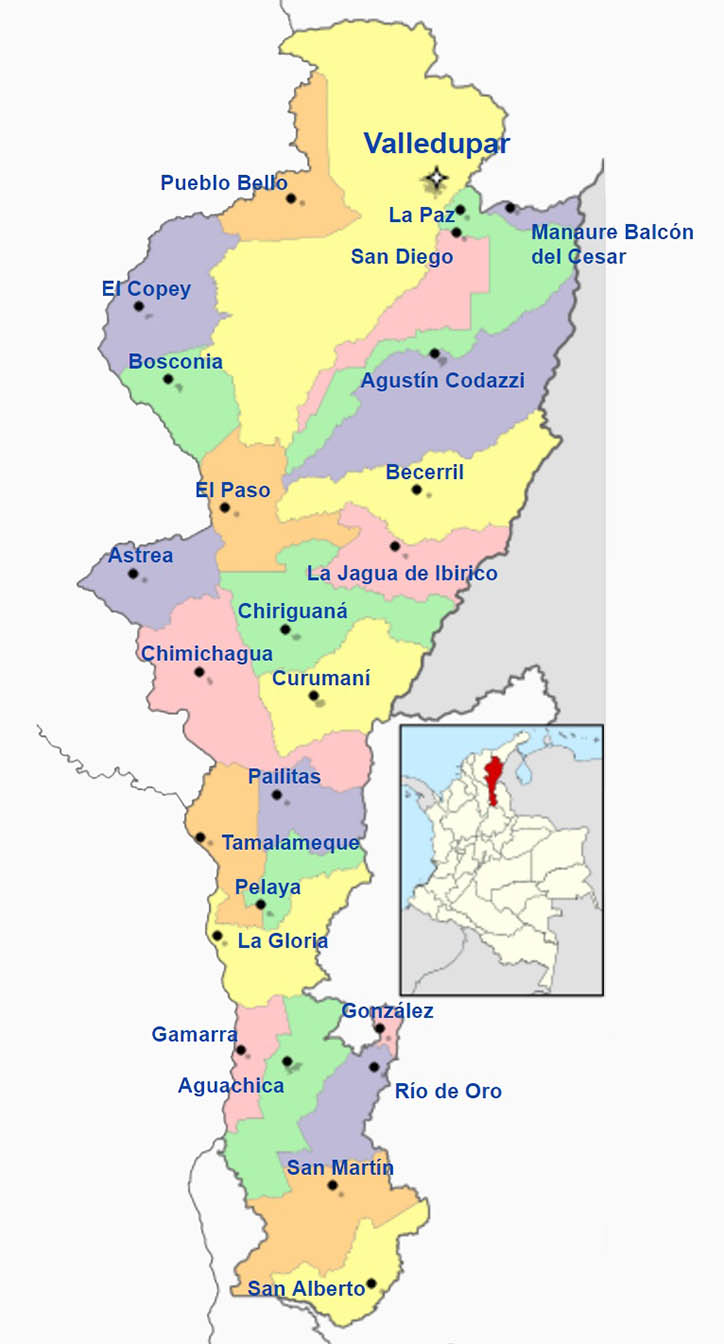 Valledupar
Pueblo Bello
La Paz
Manaure Balcón
del Cesar
San Diego
El Copey
Bosconia
Agustín Codazzi
Becerril
El Paso
Astrea
La Jagua de Ibirico
Chiriguaná
Chimichagua
Curumaní
Pailitas
Tamalameque
Pelaya
La Gloria
González
Gamarra
Aguachica
Río de Oro
San Martín
San Alberto